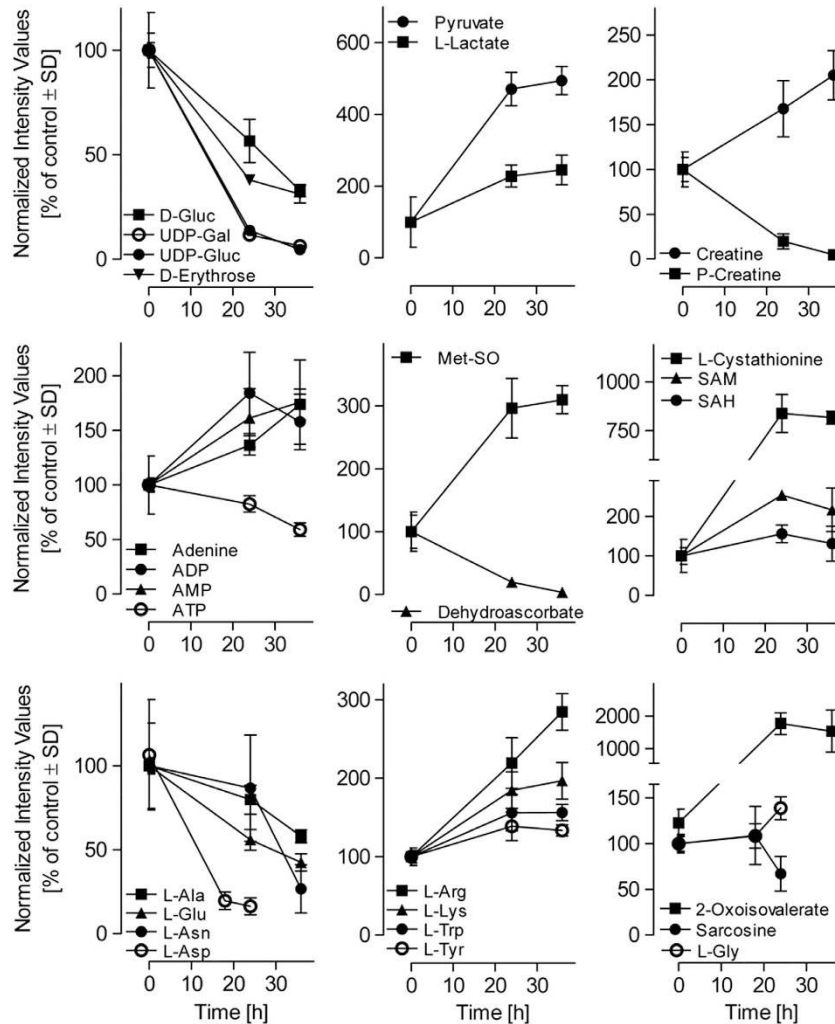 Normalized Intensity Values
[% of control ± SD]
100
50
0
D-Gluc
UDP-Gal
UDP-Gluc
D-Erythrose
0 10 20 30
Pyruvate
L-Lactate
600
400
200
0
0 10 20 30
250
200
150
100
50
0
Creatine
P-Creatine
0 10 20 30
Normalized Intensity Values
[% of control ± SD]
200
150
100
50
0
Adenine
ADP
AMP
ATP
0 10 20 30
Met-SO
300
200
100
0
Dehydroascorbate
0 10 20 30
L-Cystathionine
SAM
SAH
1000
750
200
100
0
0 10 20 30
Normalized Intensity Values
[% of control ± SD]
100
50
0
L-Ala
L-Glu
L-Asn
L-Asp
0 10 20 30
Time [h]
300
200
100
0
L-Arg
L-Lys
L-Trp
L-Tyr
0 10 20 30
Time [h]
2000
1000
150
100
50
0
2-Oxoisovalerate
Sarcosine
L-Gly
0 10 20 30
Time [h]